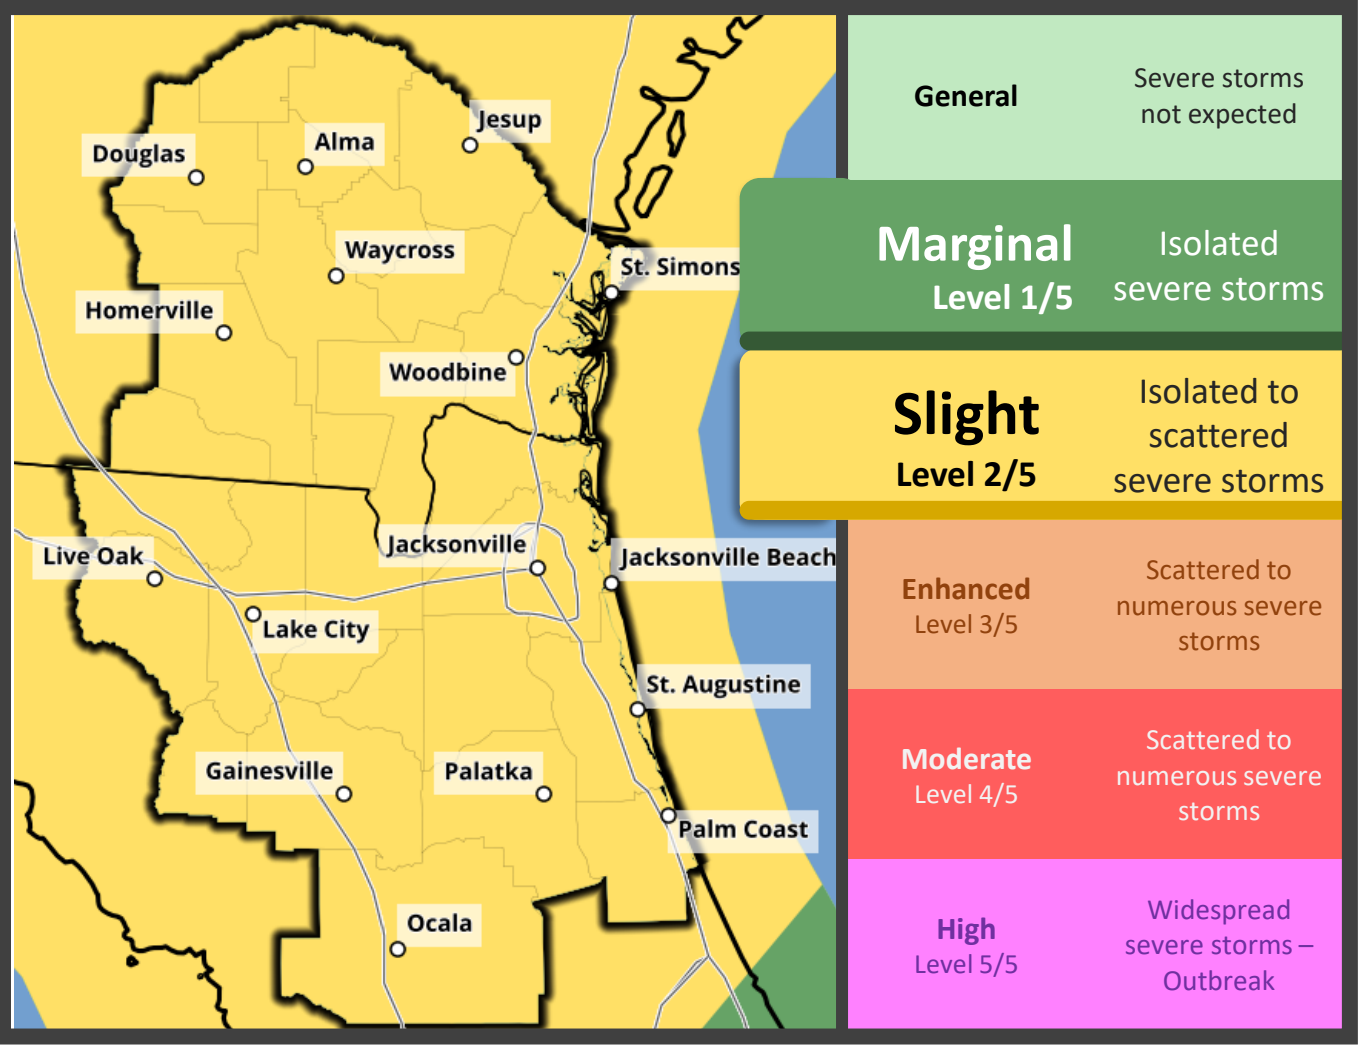 Jesup
Alma
Douglas
Waycross
St. Simons
Homerville
Woodbine
Jacksonville
Live Oak
Jacksonville Beach
Lake City
St. Augustine
Gainesville
Palatka
Palm Coast
Ocala
General
Severe storms
not expected
Marginal
Level 1/5
Isolated
severe storms
Slight
Level 2/5
Isolated to
scattered
severe storms
Enhanced
Level 3/5
Scattered to
numerous severe
storms
Moderate
Level 4/5
Scattered to
numerous severe
storms
High
Level 5/5
Widespread
severe storms –
Outbreak